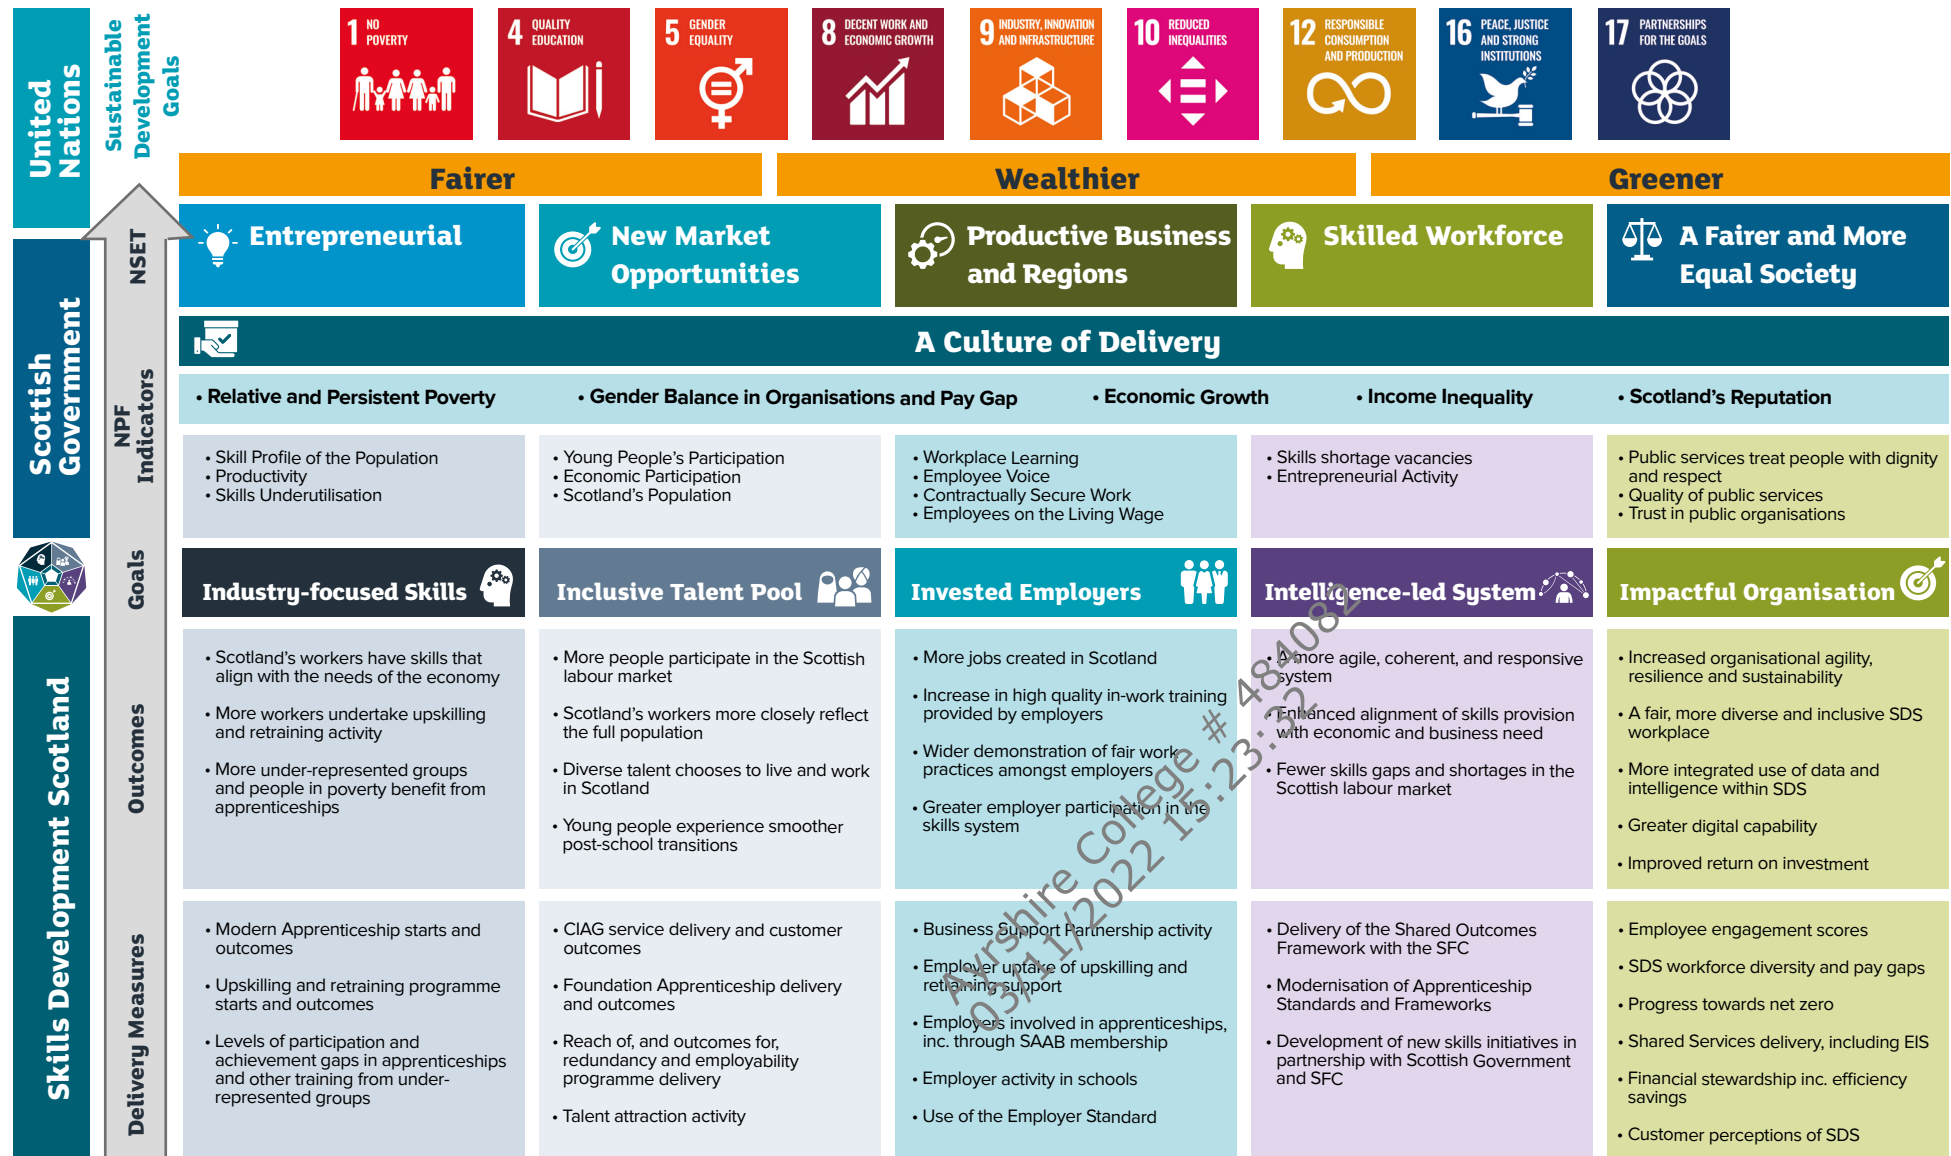 United
Nations
Sustainable
Development
Goals
1 NO
POVERTY
4 QUALITY
EDUCATION
5 GENDER
EQUALITY
8 DECENT WORK AND
ECONOMIC GROWTH
9 INDUSTRY, INNOVATION
AND INFRASTRUCTURE
10 REDUCED
INEQUALITIES
12 RESPONSIBLE
CONSUMPTION
AND PRODUCTION
16 PEACE, JUSTICE
AND STRONG
INSTITUTIONS
17 PARTNERSHIPS
FOR THE GOALS
Fairer
Wealthier
Greener
Scottish
Government
NSET
Entrepreneurial
New Market
Opportunities
Productive Business
and Regions
Skilled Workforce
A Fairer and More
Equal Society
A Culture of Delivery
NPF
Indicators
• Relative and Persistent Poverty
• Gender Balance in Organisations and Pay Gap
• Economic Growth
• Income Inequality
• Scotland's Reputation
• Skill Profile of the Population
• Productivity
• Skills Underutilisation
• Young People's Participation
• Economic Participation
• Scotland's Population
• Workplace Learning
• Employee Voice
• Contractually Secure Work
• Employees on the Living Wage
• Skills shortage vacancies
• Entrepreneurial Activity
• Public services treat people with dignity
and respect
• Quality of public services
• Trust in public organisations
Skills Development Scotland
Goals
Industry-focused Skills
Inclusive Talent Pool
Invested Employers
Intelligence-led System
Impactful Organisation
Outcomes
• Scotland's workers have skills that
align with the needs of the economy
• More workers undertake upskilling
and retraining activity
• More under-represented groups
and people in poverty benefit from
apprenticeships
• More people participate in the Scottish
labour market
• Scotland's workers more closely reflect
the full population
• Diverse talent chooses to live and work
in Scotland
• Young people experience smoother
post-school transitions
• More jobs created in Scotland
• Increase in high quality in-work training
provided by employers
• Wider demonstration of fair work
practices amongst employers
• Greater employer participation in the
skills system
• A more agile, coherent, and responsive
system
• Enhanced alignment of skills provision
with economic and business need
• Fewer skills gaps and shortages in the
Scottish labour market
• Increased organisational agility,
resilience and sustainability
• A fair, more diverse and inclusive SDS
workplace
• More integrated use of data and
intelligence within SDS
• Greater digital capability
• Improved return on investment
Delivery Measures
• Modern Apprenticeship starts and
outcomes
• Upskilling and retraining programme
starts and outcomes
• Levels of participation and
achievement gaps in apprenticeships
and other training from under-
represented groups
• CIAG service delivery and customer
outcomes
• Foundation Apprenticeship delivery
and outcomes
• Reach of, and outcomes for,
redundancy and employability
programme delivery
• Talent attraction activity
• Business Support Partnership activity
• Employer uptake of upskilling and
retraining support
• Employers involved in apprenticeships,
inc. through SAAB membership
• Employer activity in schools
• Use of the Employer Standard
• Delivery of the Shared Outcomes
Framework with the SFC
• Modernisation of Apprenticeship
Standards and Frameworks
• Development of new skills initiatives in
partnership with Scottish Government
and SFC
• Employee engagement scores
• SDS workforce diversity and pay gaps
• Progress towards net zero
• Shared Services delivery, including EIS
• Financial stewardship inc. efficiency
savings
• Customer perceptions of SDS
Ayrshire College # 484082
03/11/2022 15:23:32